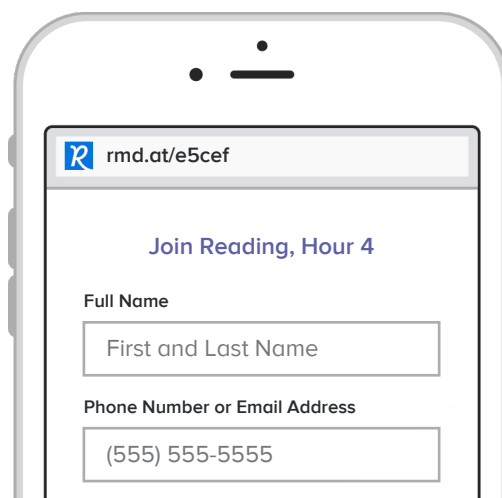 rmd.at/e5cef
Join Reading, Hour 4
Full Name
First and Last Name
Phone Number or Email Address
(555) 555-5555